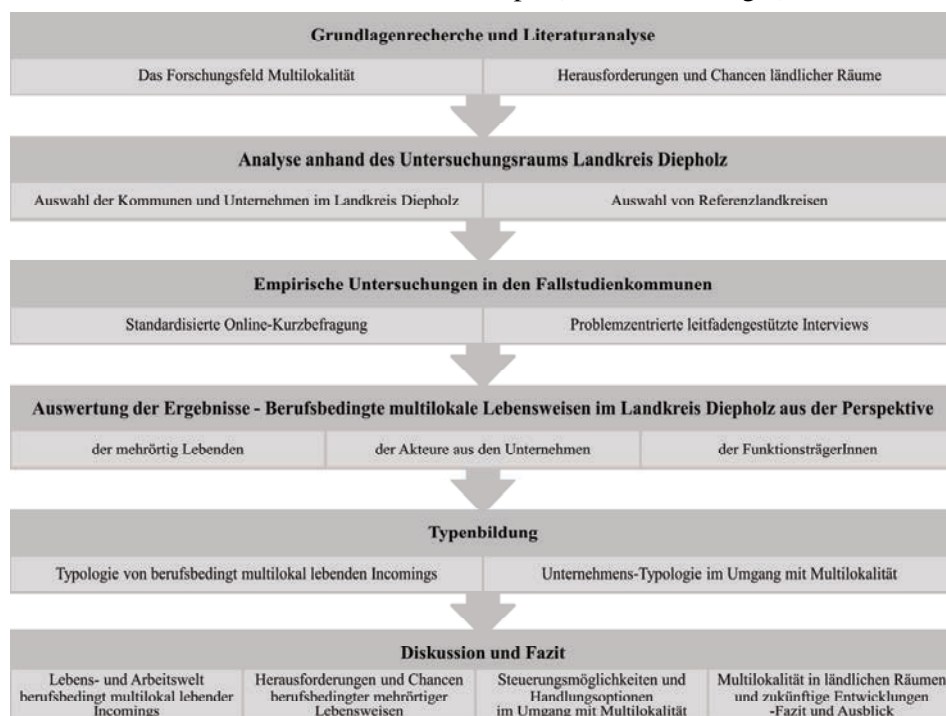 Grundlagenrecherche und Literaturanalyse
Das Forschungsfeld Multilokalität
Herausforderungen und Chancen ländlicher Räume
Analyse anhand des Untersuchungsraums Landkreis Diepholz
Auswahl der Kommunen und Unternehmen im Landkreis Diepholz
Auswahl von Referenzlandkreisen
Empirische Untersuchungen in den Fallstudienkommunen
Standardisierte Online-Kurzbefragung
Problemzentrierte leitfadengestützte Interviews
Auswertung der Ergebnisse - Berufsbedingte multilokale Lebensweisen im Landkreis Diepholz aus der Perspektive
der mehrörtig Lebenden
der Akteure aus den Unternehmen
der FunktionsträgerInnen
Typenbildung
Typologie von berufsbedingt multilokal lebenden Incomings
Unternehmens-Typologie im Umgang mit Multilokalität
Diskussion und Fazit
Lebens- und Arbeitswelt
berufsbedingt multilokal lebender
Incomings
Herausforderungen und Chancen
berufsbedingter mehrörtiger
Lebensweisen
Steuerungsmöglichkeiten und
Handlungsoptionen
im Umgang mit Multilokalität
Multilokalität in ländlichen Räumen
und zukünftige Entwicklungen
-Fazit und Ausblick